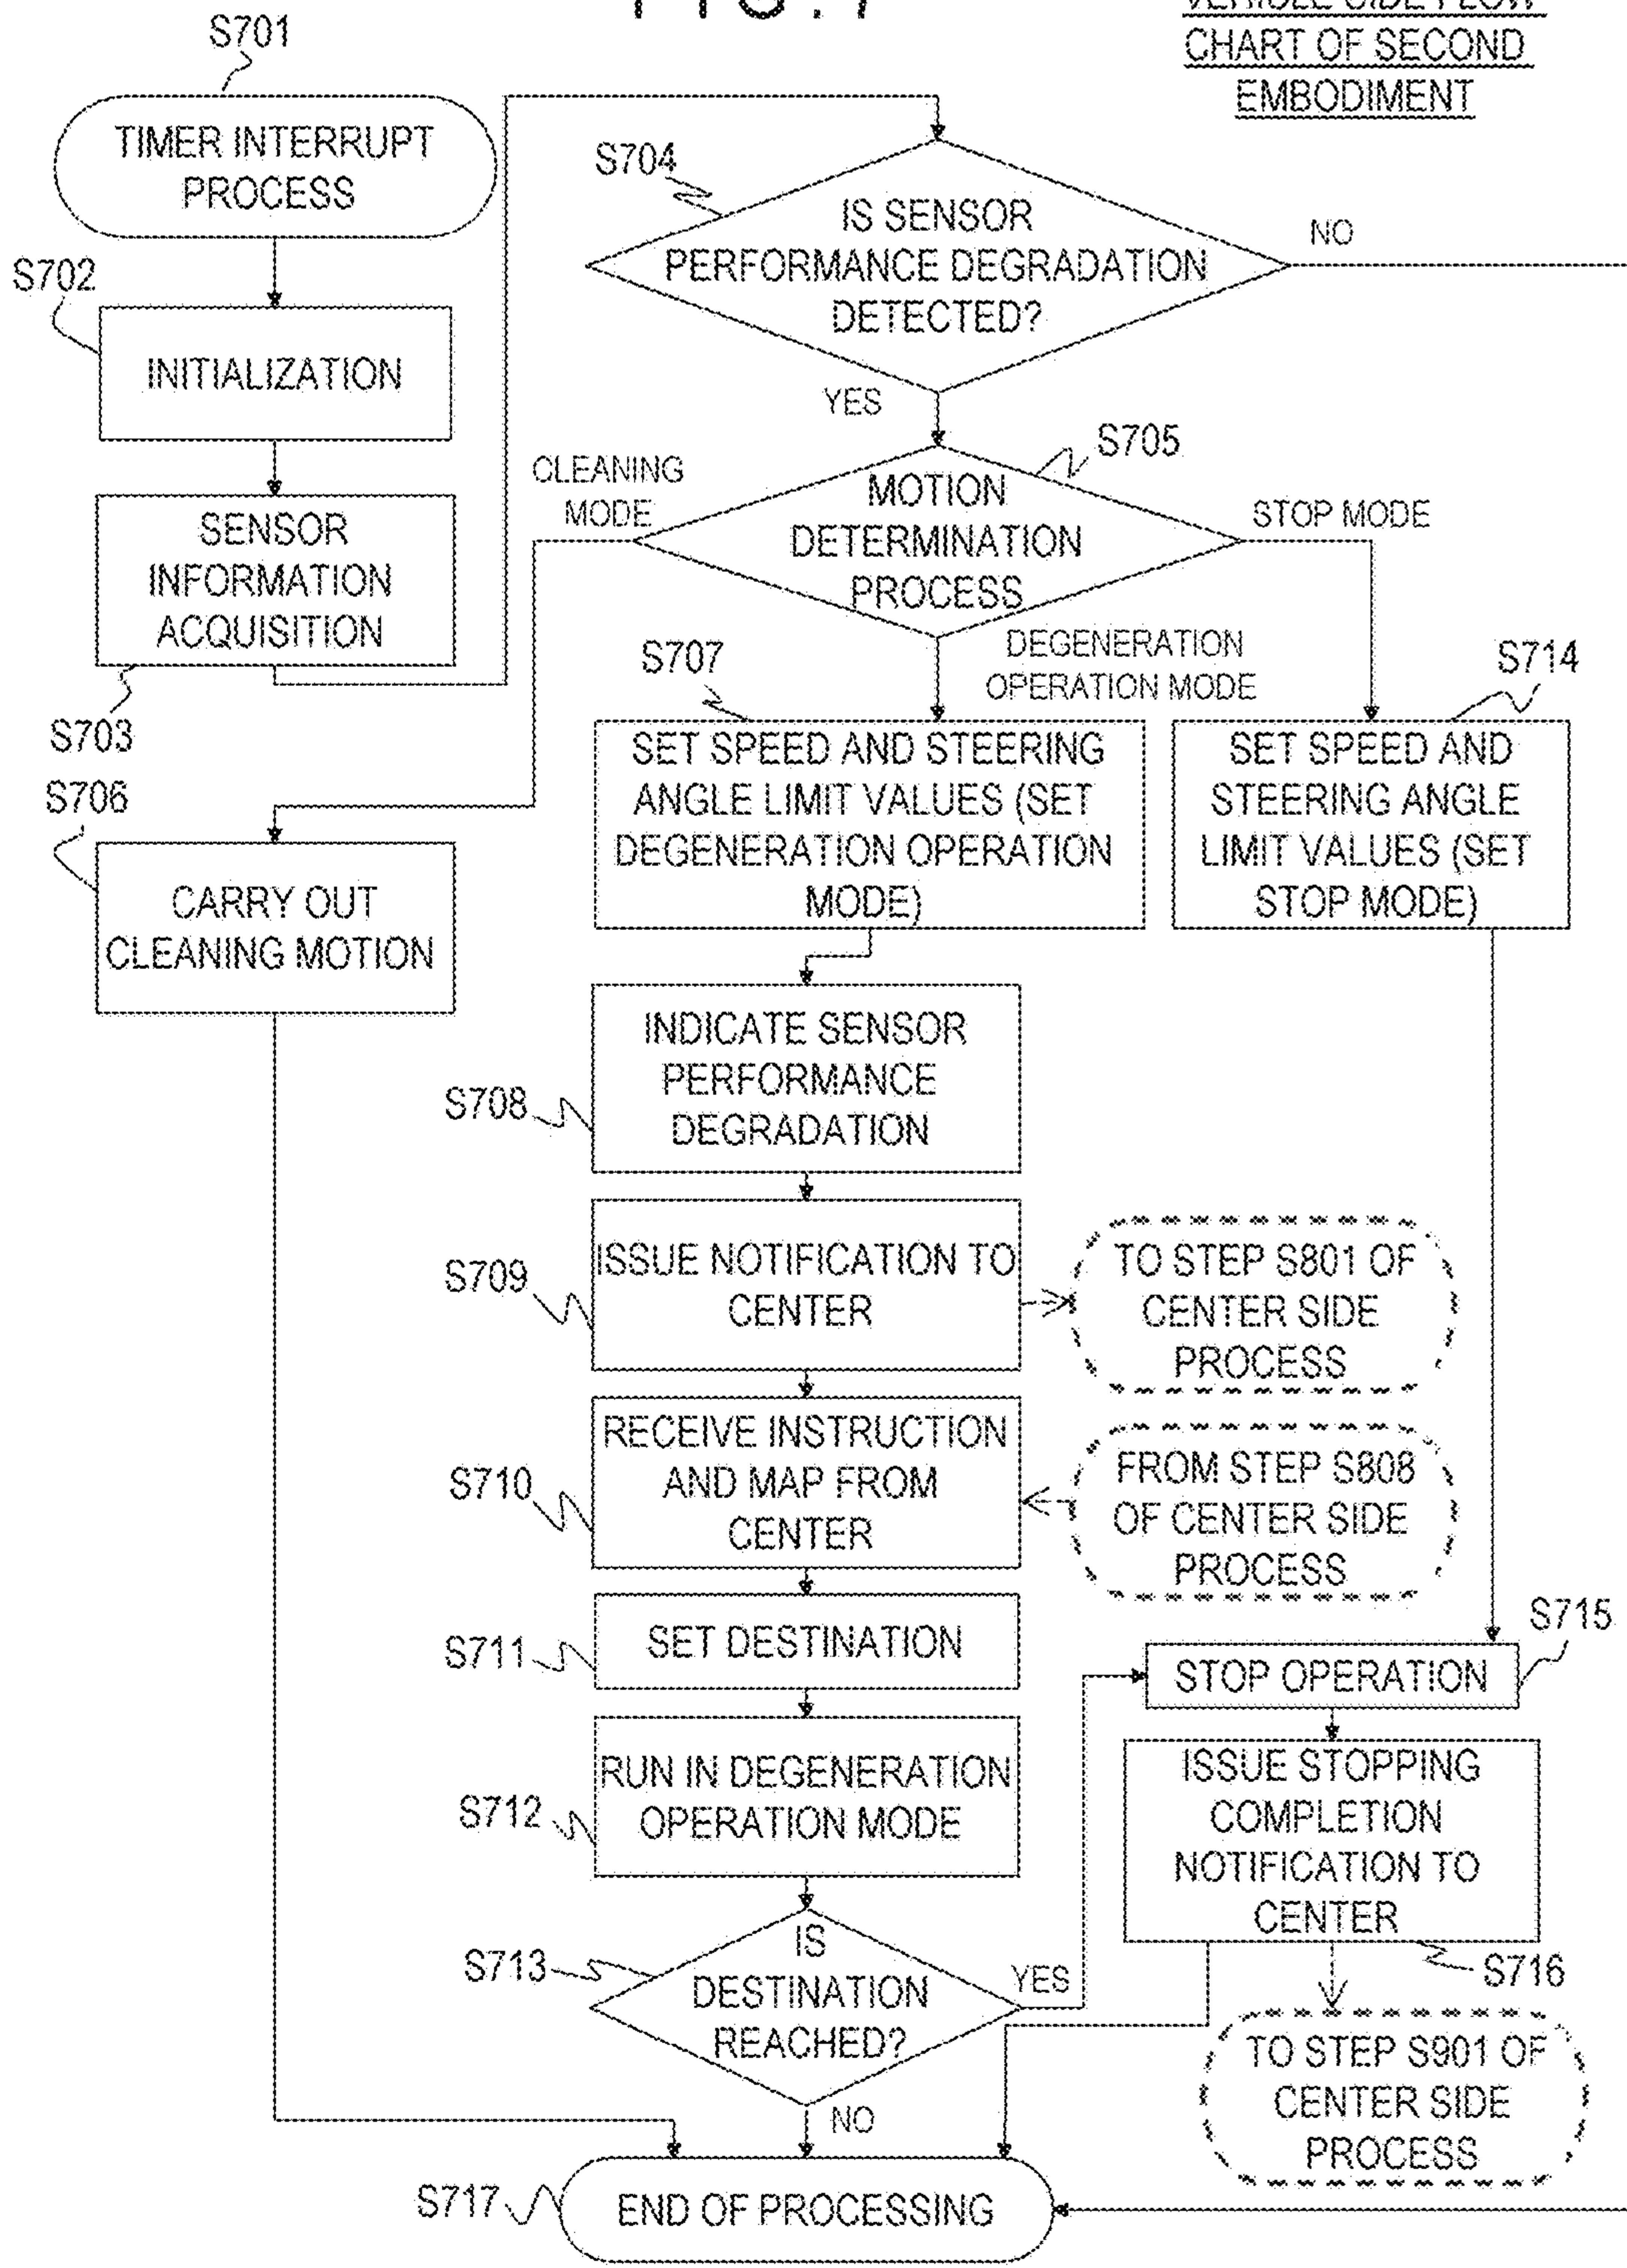 FIG.7
VEHICLE SIDE FLOW
CHART OF SECOND
EMBODIMENT
S701
TIMER INTERRUPT
PROCESS
S702
INITIALIZATION
SENSOR
INFORMATION
ACQUISITION
S703
S704
IS SENSOR
PERFORMANCE DEGRADATION
DETECTED?
NO
YES
S705
MOTION
DETERMINATION
PROCESS
CLEANING
MODE
STOP MODE
DEGENERATION
OPERATION MODE
S706
CARRY OUT
CLEANING MOTION
S707
SET SPEED AND STEERING
ANGLE LIMIT VALUES (SET
DEGENERATION OPERATION
MODE)
S714
SET SPEED AND
STEERING ANGLE
LIMIT VALUES (SET
STOP MODE)
S708
INDICATE SENSOR
PERFORMANCE
DEGRADATION
S709
ISSUE NOTIFICATION TO
CENTER
TO STEP S801 OF
CENTER SIDE
PROCESS
S710
RECEIVE INSTRUCTION
AND MAP FROM
CENTER
FROM STEP S808
OF CENTER SIDE
PROCESS
S711
SET DESTINATION
S715
STOP OPERATION
S712
RUN IN DEGENERATION
OPERATION MODE
ISSUE STOPPING
COMPLETION
NOTIFICATION TO
CENTER
S716
S713
IS
DESTINATION
REACHED?
YES
NO
TO STEP S901 OF
CENTER SIDE
PROCESS
S717
END OF PROCESSING